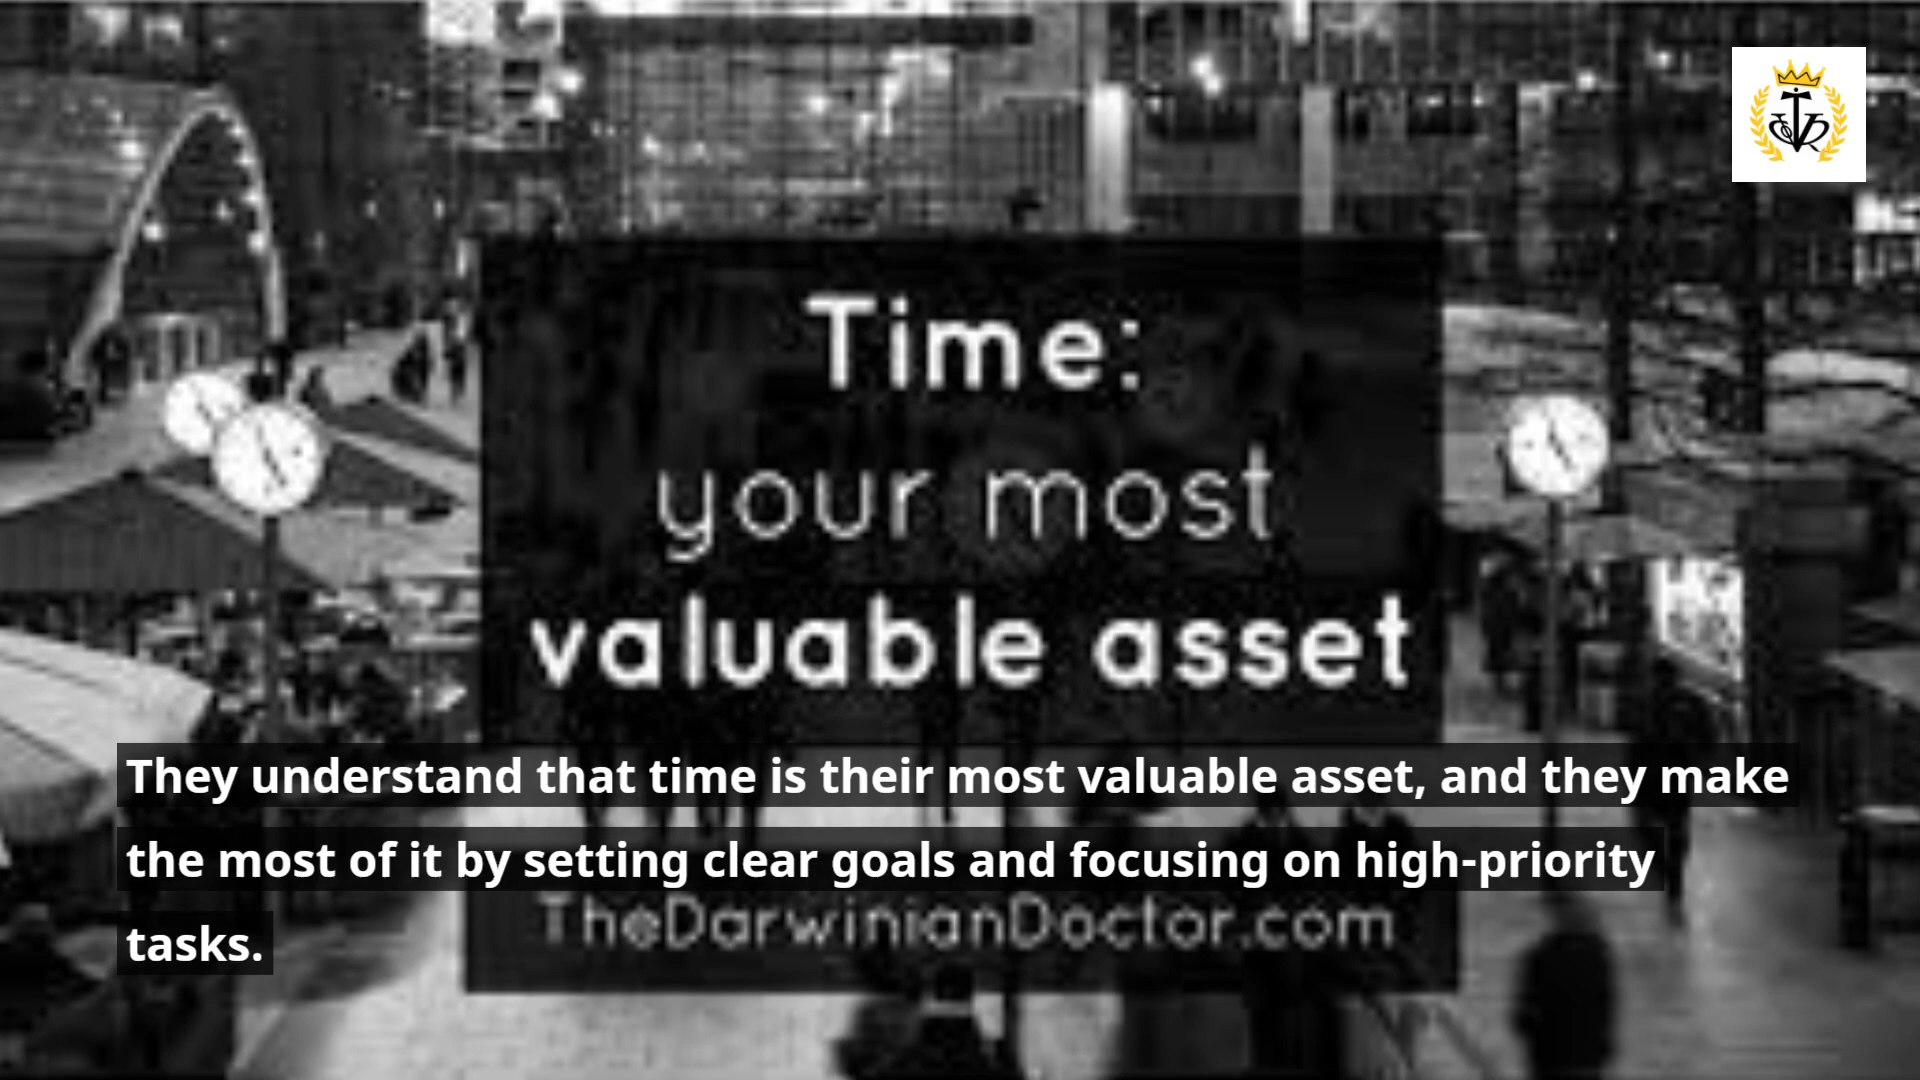 Time:
your most
valuable asset
They understand that time is their most valuable asset, and they make
the most of it by setting clear goals and focusing on high-priority
tasks.
TheDarwinianDoctor.com